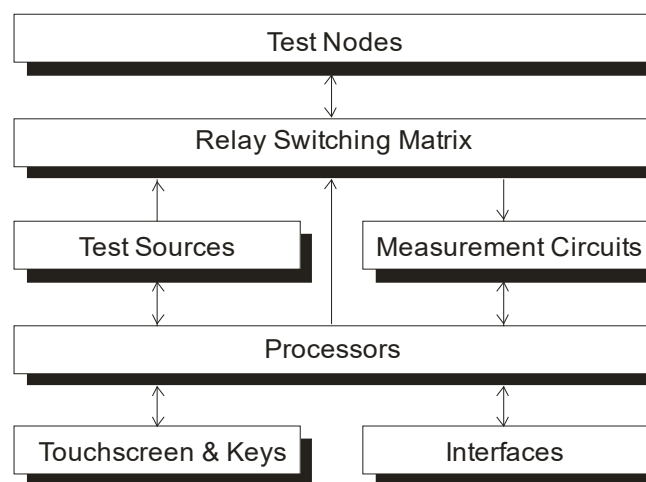 Test Nodes
Relay Switching Matrix
Test Sources
Measurement Circuits
Processors
Touchscreen & Keys
Interfaces